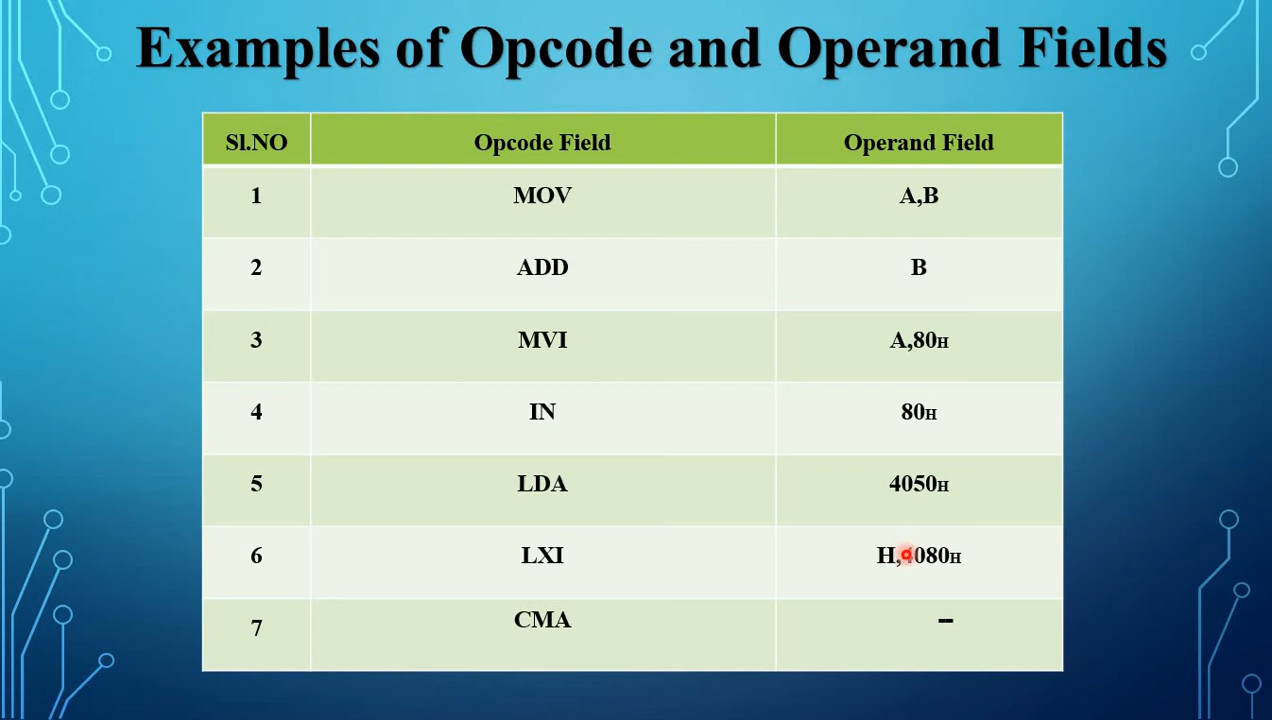 Examples of Opcode and Operand Fields
Sl.NO Opcode Field Operand Field
1 MOV A,B
2 ADD B
3 MVI A,80H
4 IN 80H
5 LDA 4050H
6 LXI H,4080H
7 CMA --